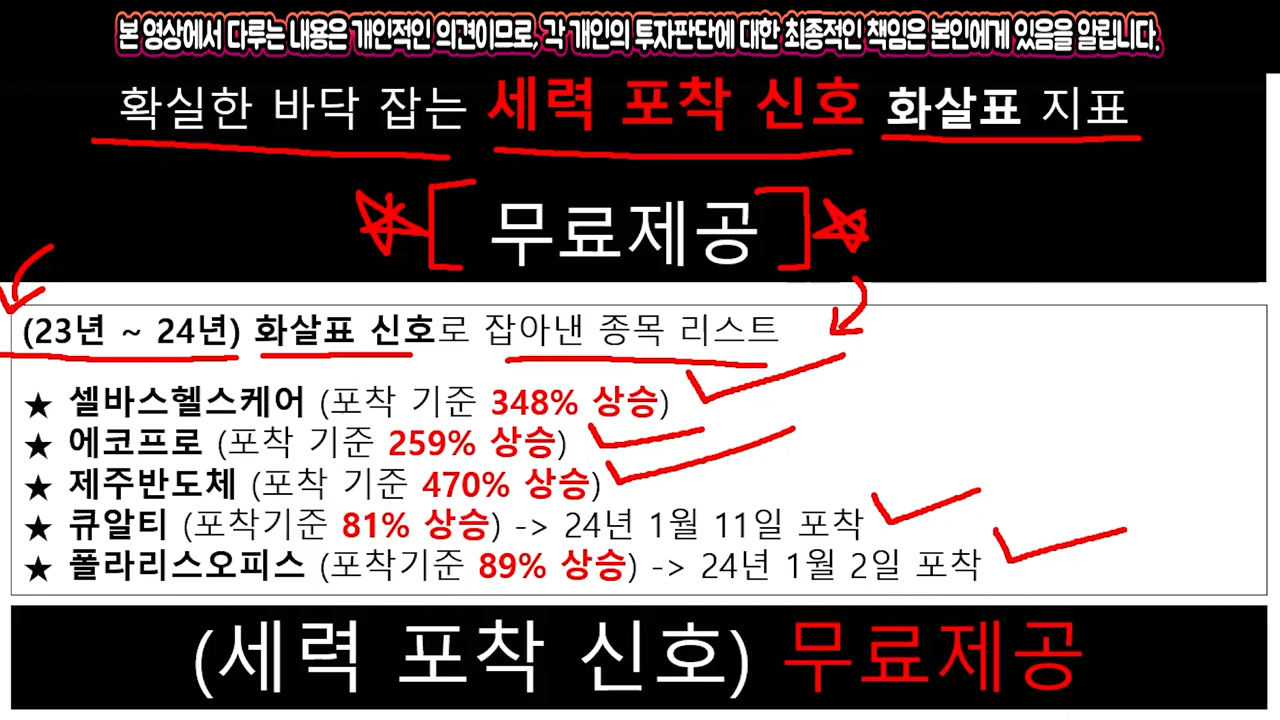 본 영상에서 다루는 내용은 개인적인 의견이므로, 각 개인의 투자판단에 대한 최종적인 책임은 본인에게 있음을 알립니다.
확실한 바닥 잡는 세력 포착 신호 화살표 지표
무료제공
(23년 ~ 24년) 화살표 신호로 잡아낸 종목 리스트
★ 셀바스헬스케어 (포착 기준 348% 상승)
★ 에코프로 (포착 기준 259% 상승)
★ 제주반도체 (포착 기준 470% 상승)
★ 큐알티 (포착기준 81% 상승) -> 24년 1월 11일 포착
★ 폴라리스오피스 (포착기준 89% 상승) -> 24년 1월 2일 포착
(세력 포착 신호) 무료제공